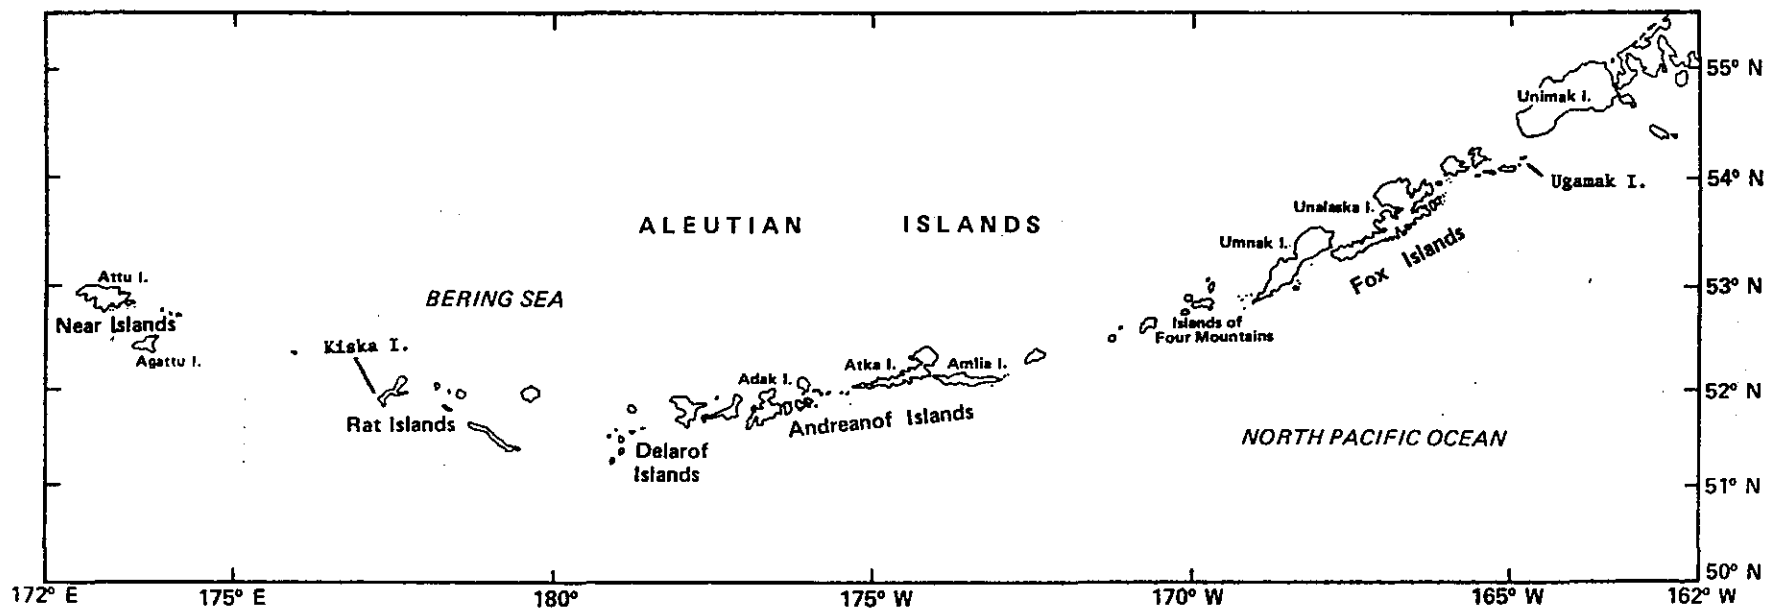 55° N
Unimak I.
54° N
Ugamak I.
ALEUTIAN ISLANDS
Unalaska I.
Umnak I.
Fox Islands
53° N
Attu I.
BERING SEA
Near Islands
Islands of
Four Mountains
Kiska I.
Agattu I.
Atka I.
Amlia I.
52° N
Adak I.
Rat Islands
Andreanof Islands
NORTH PACIFIC OCEAN
Delarof
Islands
51° N
50° N
172° E
175° E
180°
175° W
170° W
165° W
162° W